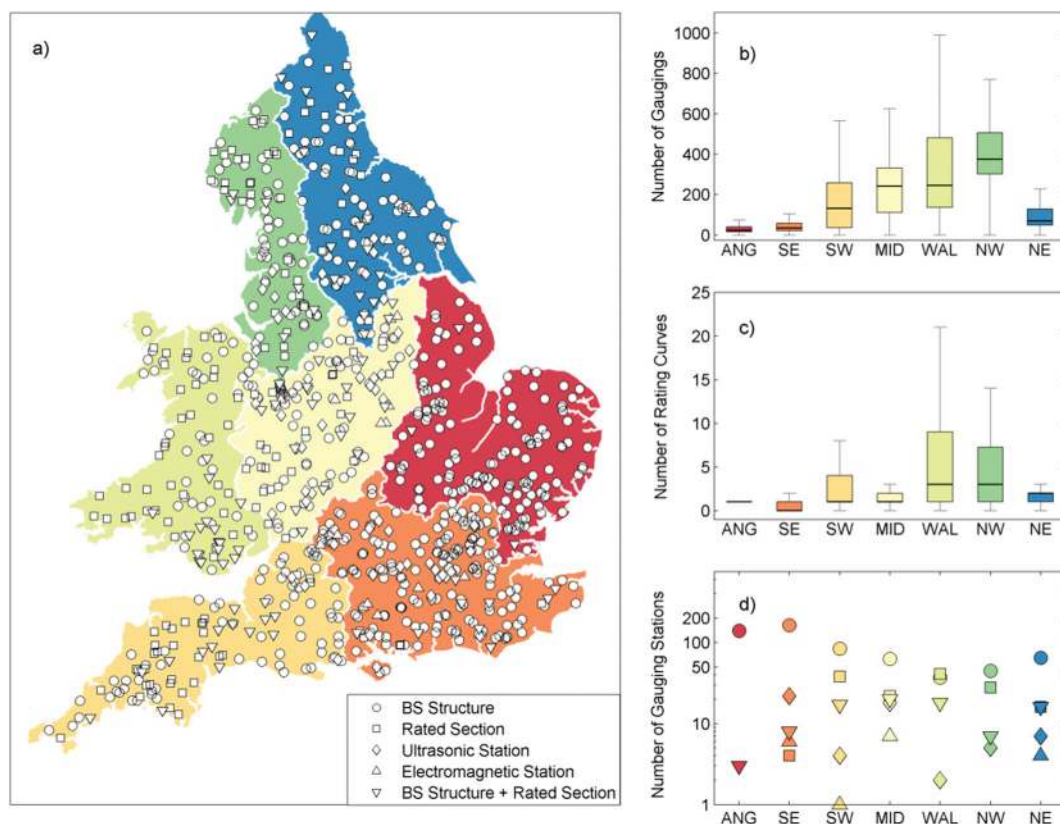 a)
BS Structure
Rated Section
Ultrasonic Station
Electromagnetic Station
BS Structure + Rated Section
b)
Number of Gaugings
1000
800
600
400
200
0
ANG SE SW MID WAL NW NE
c)
Number of Rating Curves
25
20
15
10
5
0
ANG SE SW MID WAL NW NE
d)
Number of Gauging Stations
200
100
50
10
1
ANG SE SW MID WAL NW NE